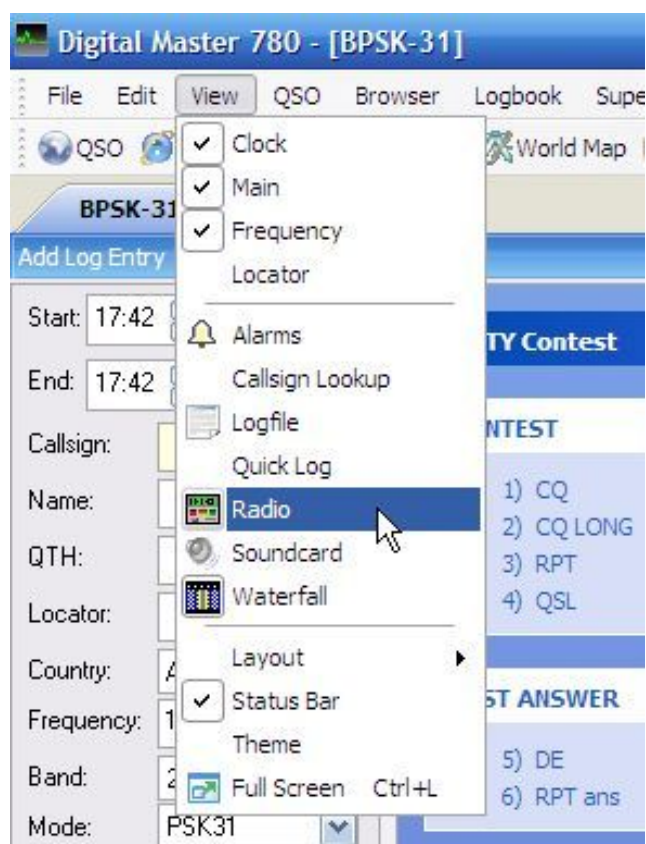 Digital Master 780 - [BPSK-31]
File Edit View QSO Browser Logbook Supe
QSO World Map
BPSK-31
Add Log Entry
Start: 17:42
End: 17:42
Callsign:
Name:
QTH:
Locator:
Country: A
Frequency: 1
Band: 2
Mode: PSK31
Clock
Main
Frequency
Locator
Alarms
Callsign Lookup
Logfile
Quick Log
Radio
Soundcard
Waterfall
Layout
Status Bar
Theme
Full Screen Ctrl+L
TY Contest
NTEST
1) CQ
2) CQ LONG
3) RPT
4) QSL
ST ANSWER
5) DE
6) RPT ans